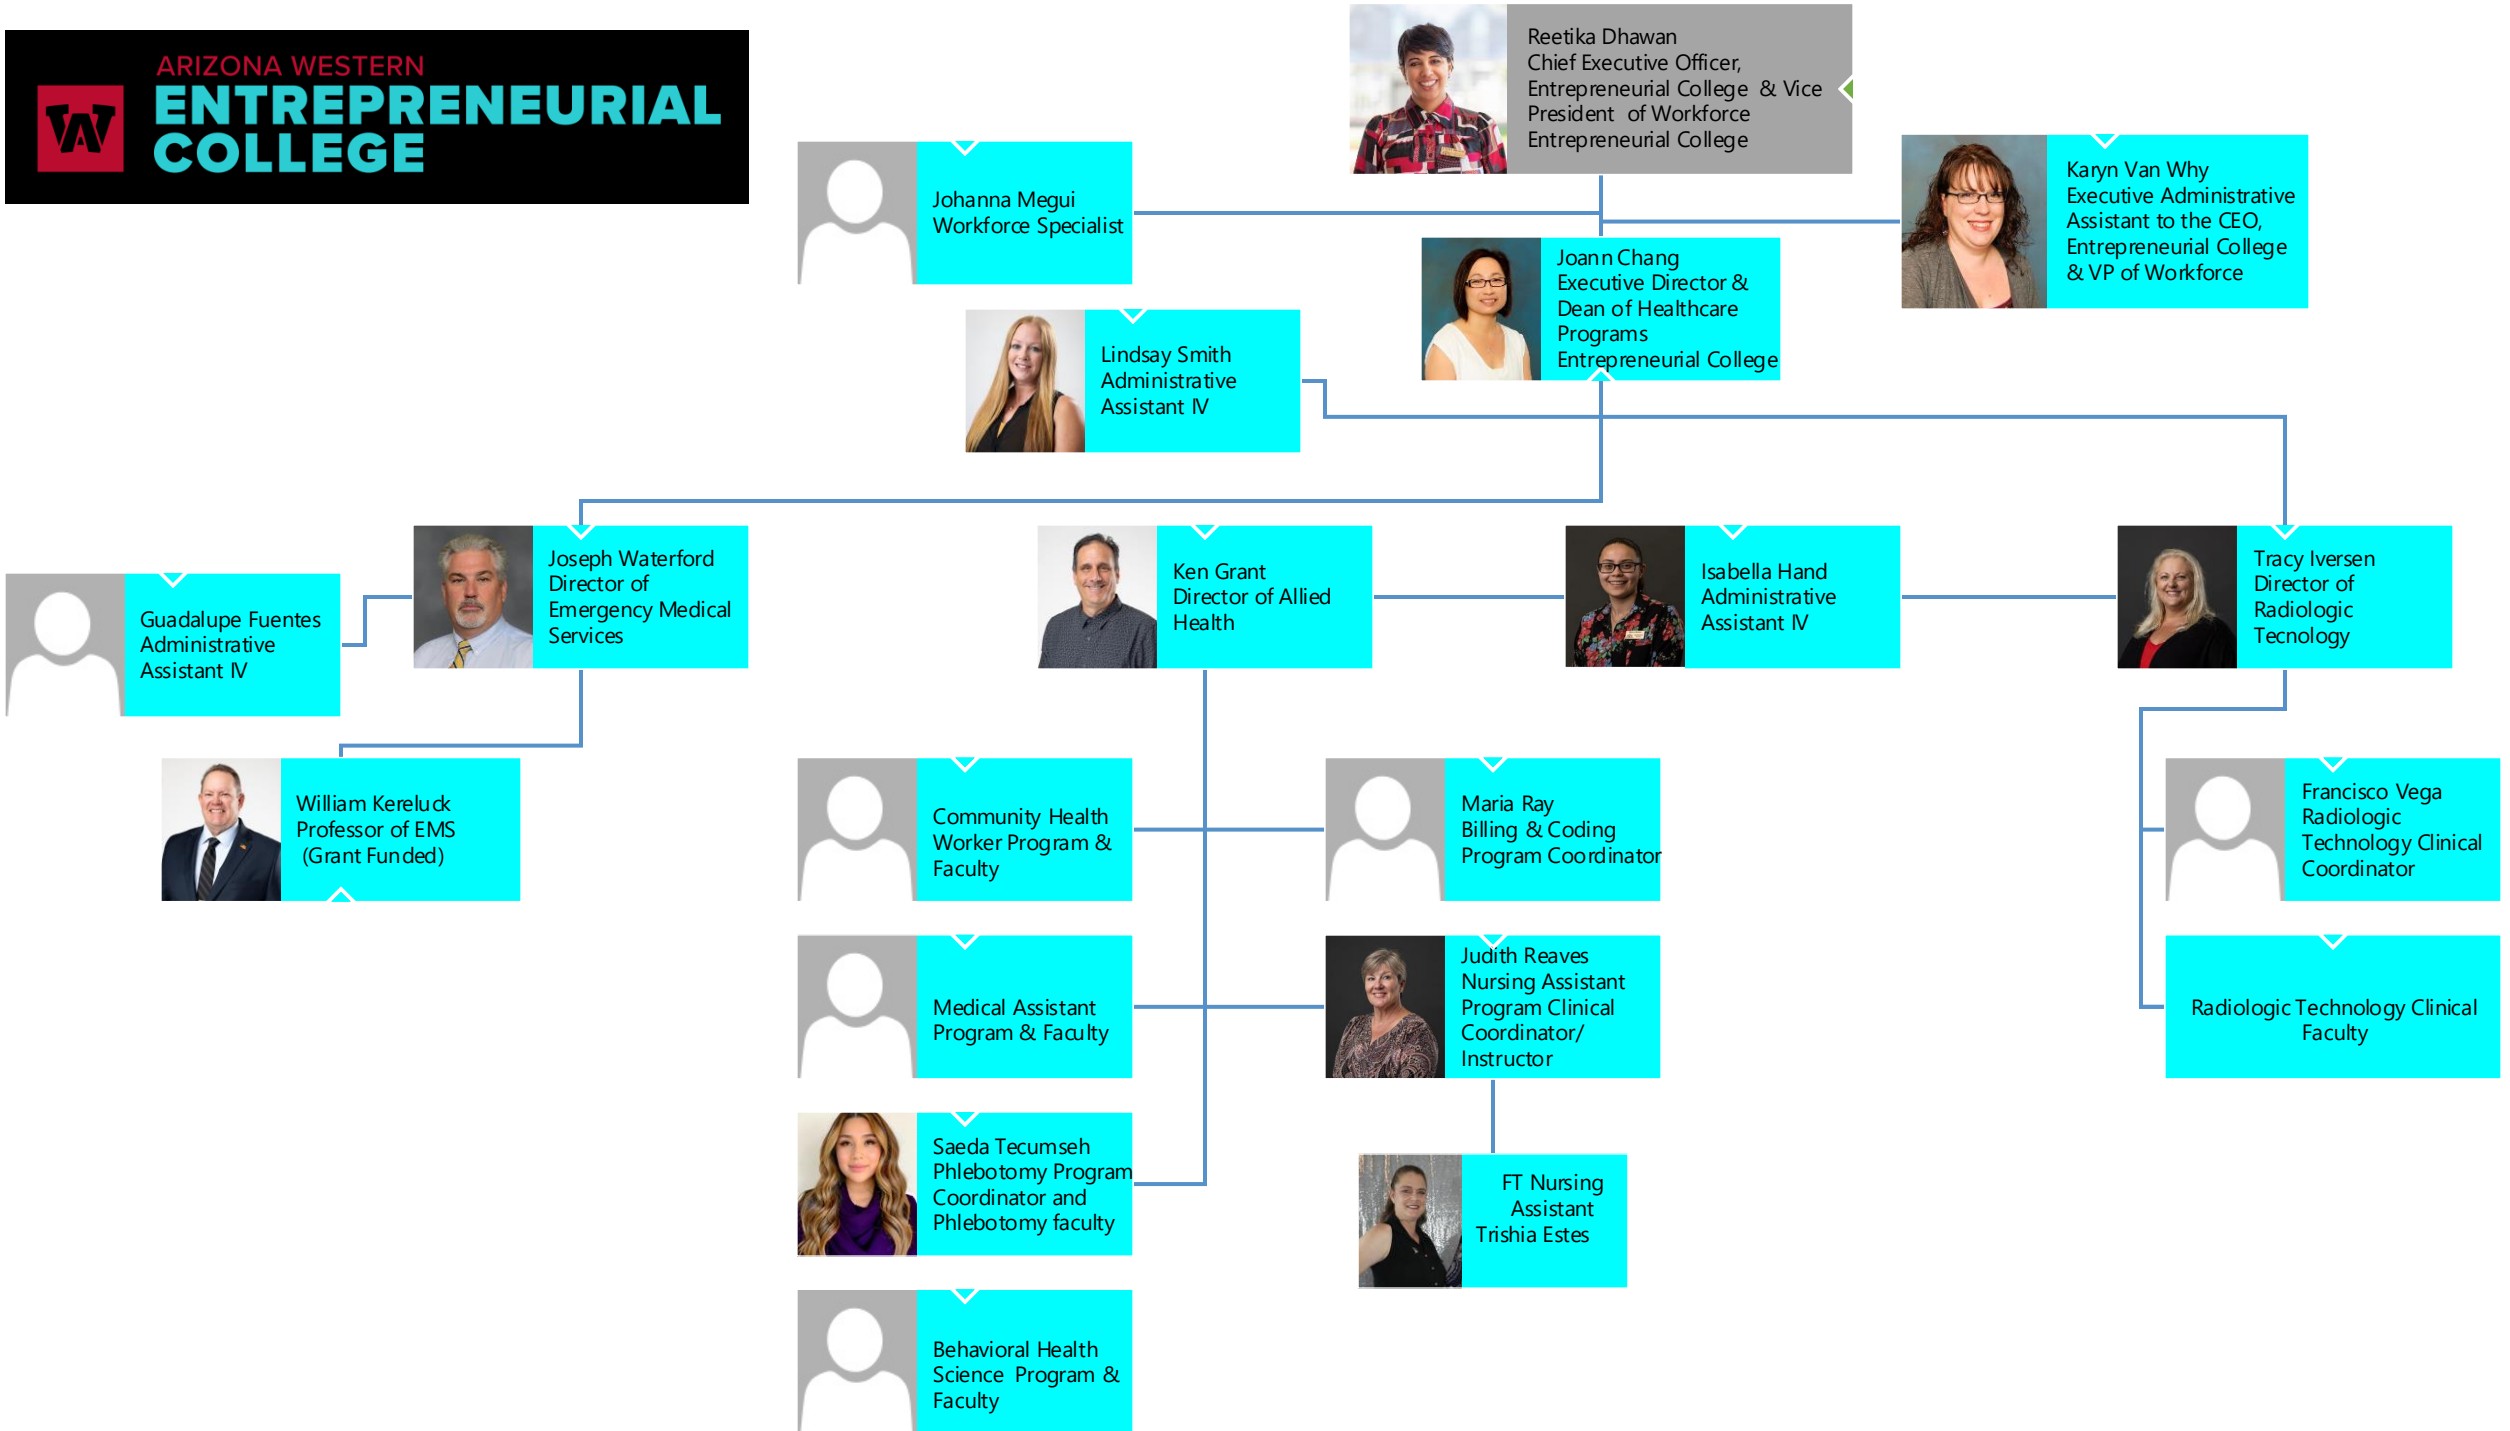 ARIZONA WESTERN
ENTREPRENEURIAL
COLLEGE
Reetika Dhawan
Chief Executive Officer,
Entrepreneurial College & Vice
President of Workforce
Entrepreneurial College
Johanna Megui
Workforce Specialist
Karyn Van Why
Executive Administrative
Assistant to the CEO,
Entrepreneurial College
& VP of Workforce
Joann Chang
Executive Director &
Dean of Healthcare
Programs
Entrepreneurial College
Lindsay Smith
Administrative
Assistant IV
Guadalupe Fuentes
Administrative
Assistant IV
Joseph Waterford
Director of
Emergency Medical
Services
Ken Grant
Director of Allied
Health
Isabella Hand
Administrative
Assistant IV
Tracy Iversen
Director of
Radiologic
Tecnology
William Kereluck
Professor of EMS
(Grant Funded)
Community Health
Worker Program &
Faculty
Maria Ray
Billing & Coding
Program Coordinator
Francisco Vega
Radiologic
Technology Clinical
Coordinator
Medical Assistant
Program & Faculty
Judith Reaves
Nursing Assistant
Program Clinical
Coordinator/
Instructor
Radiologic Technology Clinical
Faculty
Saeda Tecumseh
Phlebotomy Program
Coordinator and
Phlebotomy faculty
FT Nursing
Assistant
Trishia Estes
Behavioral Health
Science Program &
Faculty